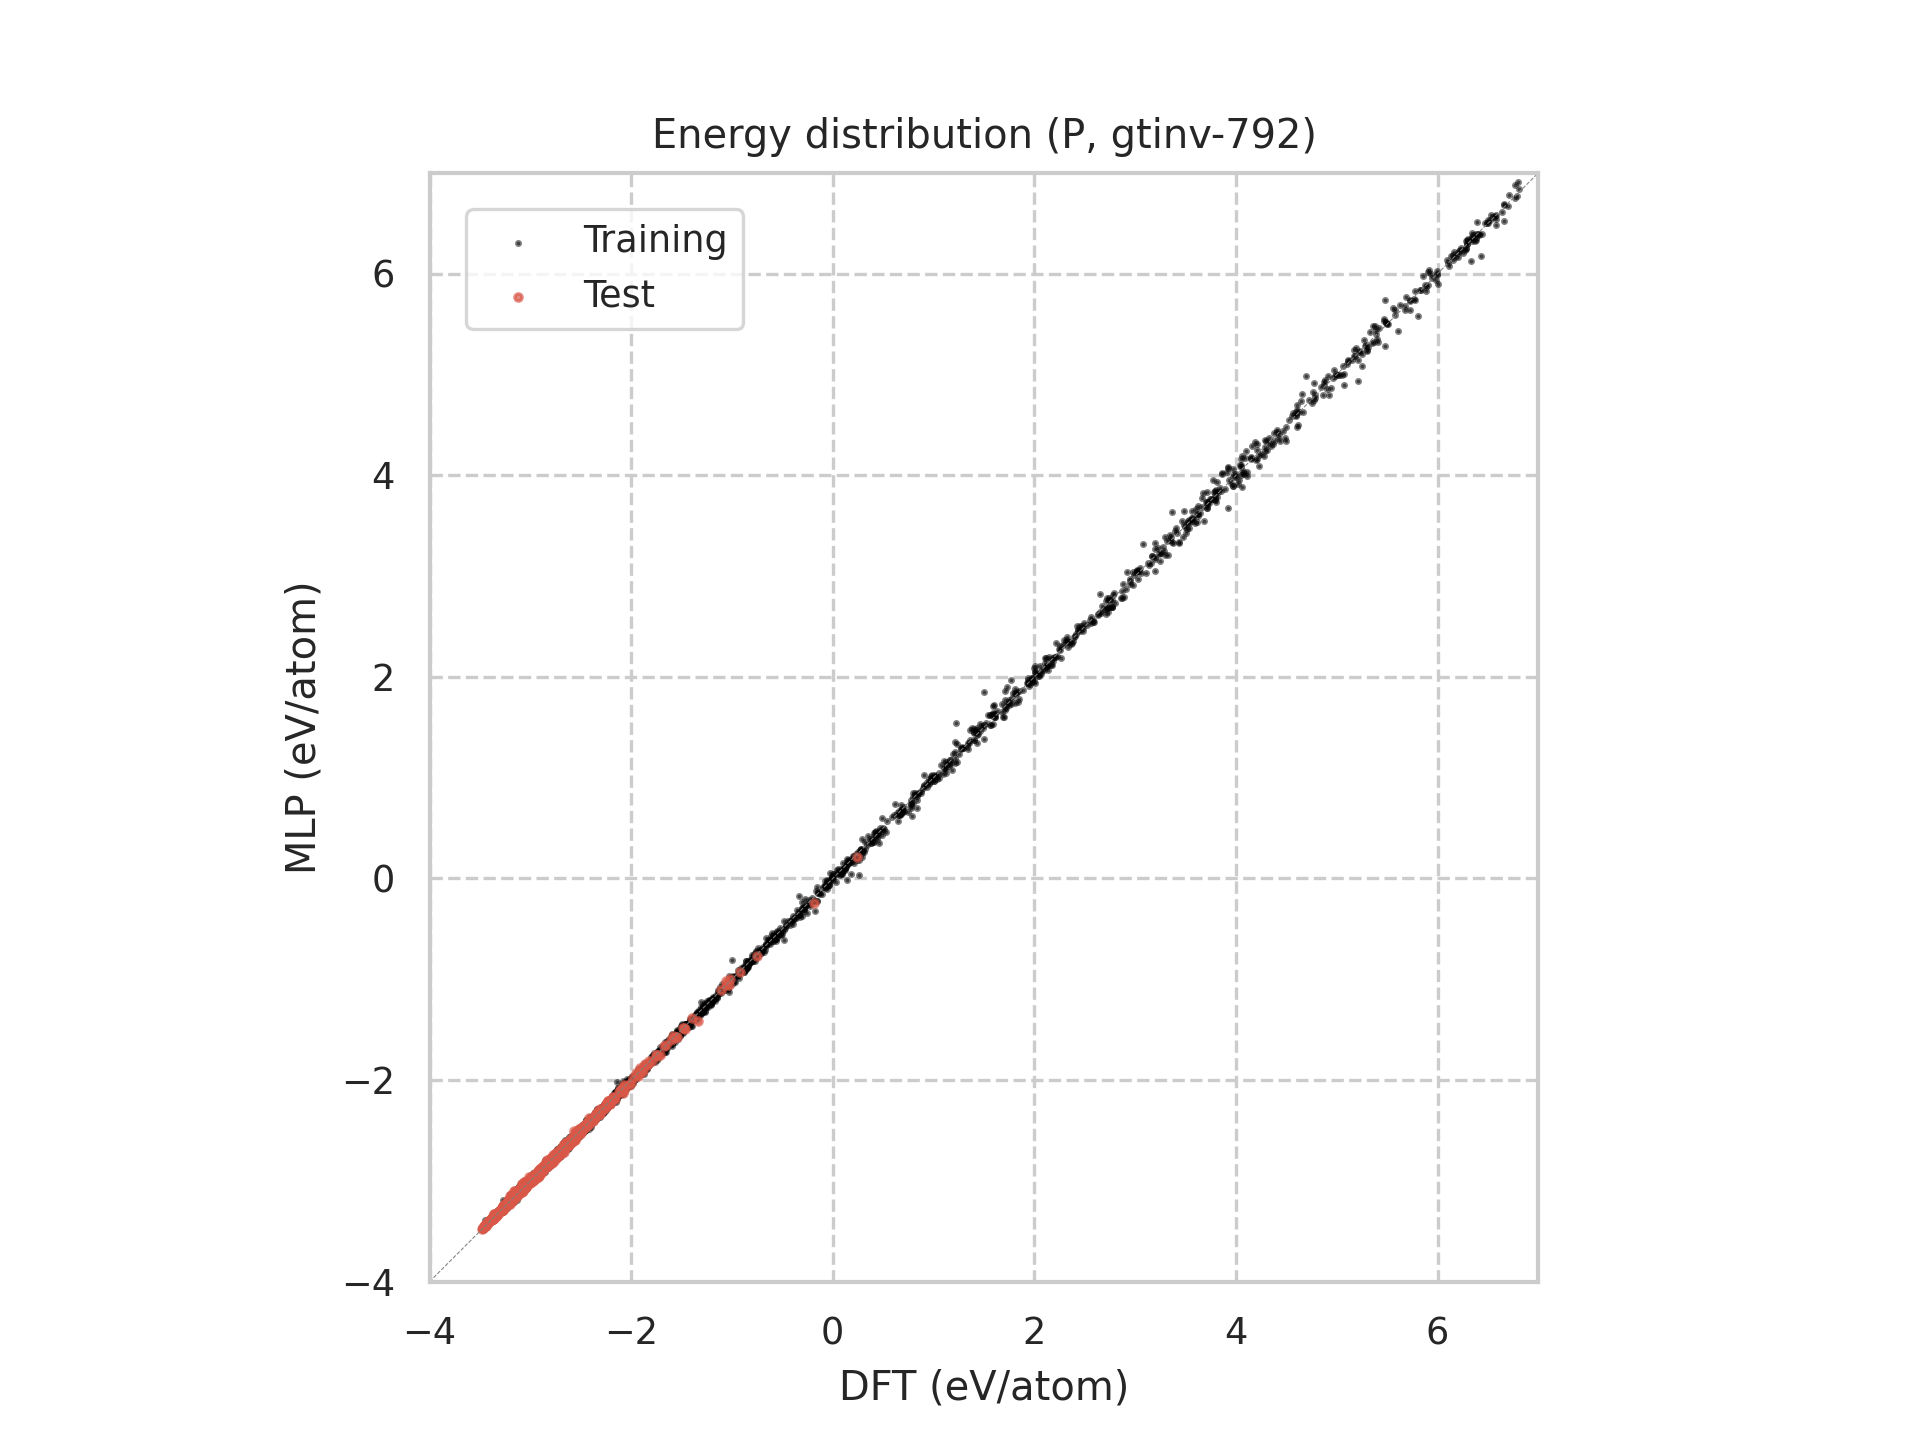 Energy distribution (P, gtinv-792)
Training
Test
6
4
2
0
−2
−4
MLP (eV/atom)
−4 −2 0 2 4 6
DFT (eV/atom)